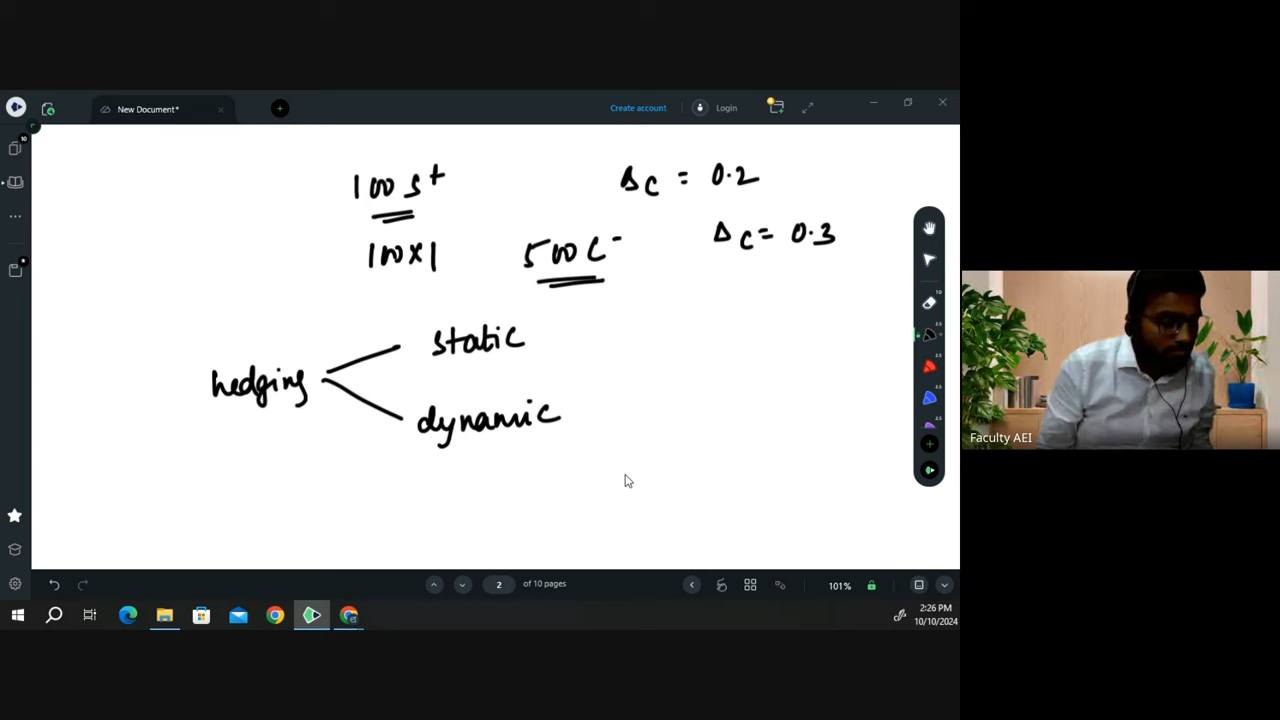 New Document*
Create account
Login
100 S⁺
Δc = 0.2
100 x 1
500 C⁻
Δc = 0.3
hedging
static
dynamic
Faculty AEI
2
of 10 pages
101%
2:26 PM
10/10/2024